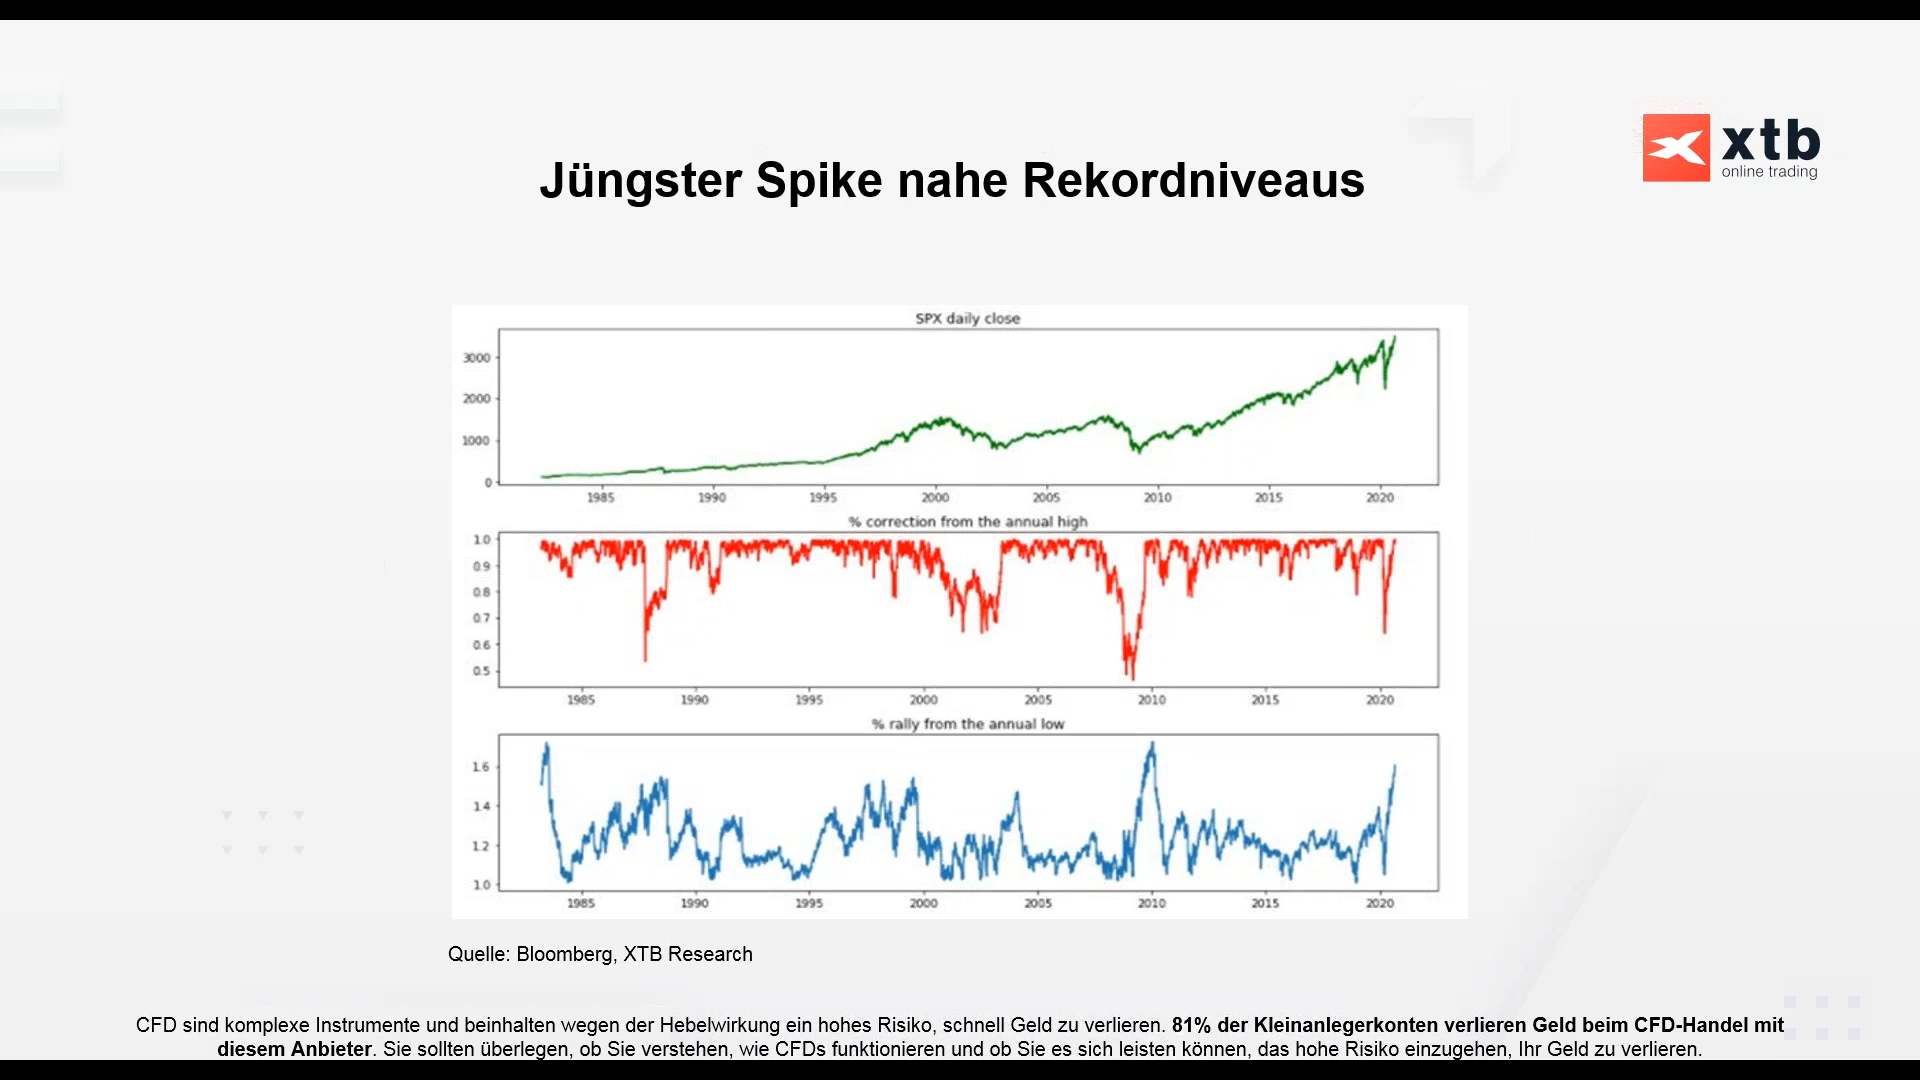 xtb
online trading
Jüngster Spike nahe Rekordniveaus
SPX daily close
3000
2000
1000
0
1985 1990 1995 2000 2005 2010 2015 2020
% correction from the annual high
1.0
0.9
0.8
0.7
0.6
0.5
1985 1990 1995 2000 2005 2010 2015 2020
% rally from the annual low
1.6
1.4
1.2
1.0
1985 1990 1995 2000 2005 2010 2015 2020
Quelle: Bloomberg, XTB Research
CFD sind komplexe Instrumente und beinhalten wegen der Hebelwirkung ein hohes Risiko, schnell Geld zu verlieren. 81% der Kleinanlegerkonten verlieren Geld beim CFD-Handel mit
diesem Anbieter. Sie sollten überlegen, ob Sie verstehen, wie CFDs funktionieren und ob Sie es sich leisten können, das hohe Risiko einzugehen, Ihr Geld zu verlieren.